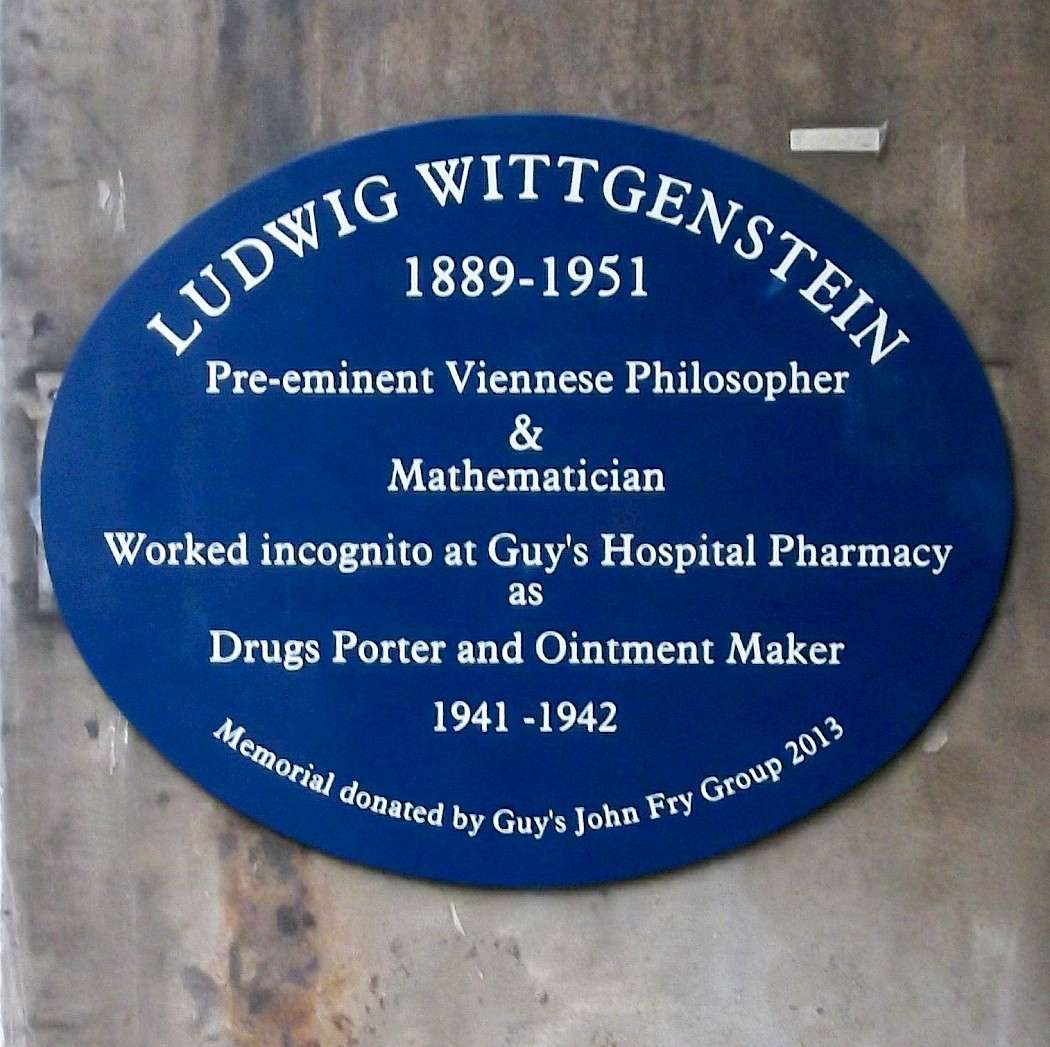 LUDWIG WITTGENSTEIN
1889-1951
Pre-eminent Viennese Philosopher
&
Mathematician
Worked incognito at Guy's Hospital Pharmacy
as
Drugs Porter and Ointment Maker
1941 -1942
Memorial donated by Guy's John Fry Group 2013